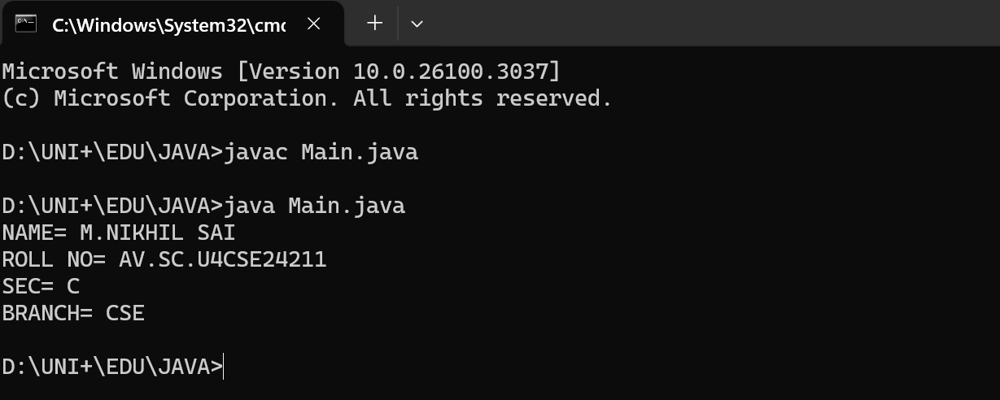 C:\Windows\System32\cmd
Microsoft Windows [Version 10.0.26100.3037]
(c) Microsoft Corporation. All rights reserved.
D:\UNI+\EDU\JAVA>javac Main.java
D:\UNI+\EDU\JAVA>java Main.java
NAME= M.NIKHIL SAI
ROLL NO= AV.SC.U4CSE24211
SEC= C
BRANCH= CSE
D:\UNI+\EDU\JAVA>